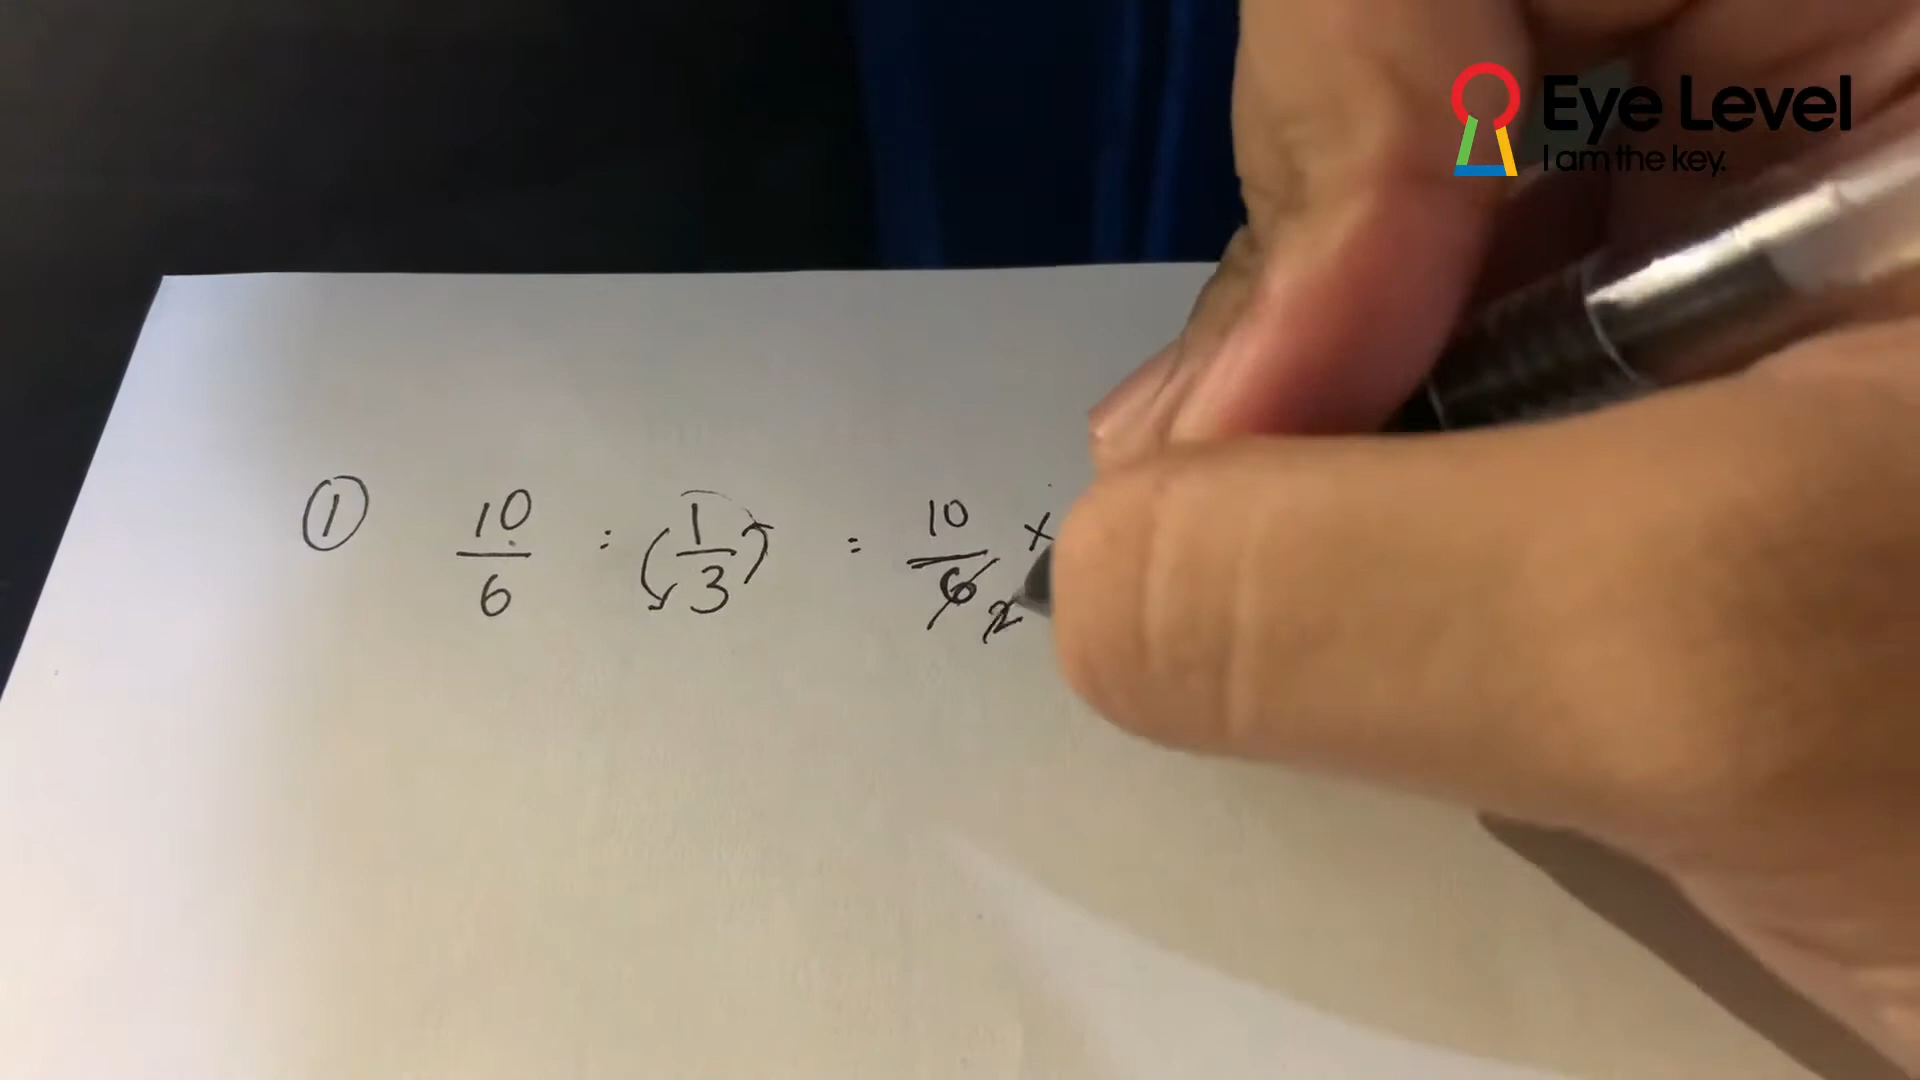 Eye Level
I am the key.
① 10/6 : 1/3 = 10/6 2 ×